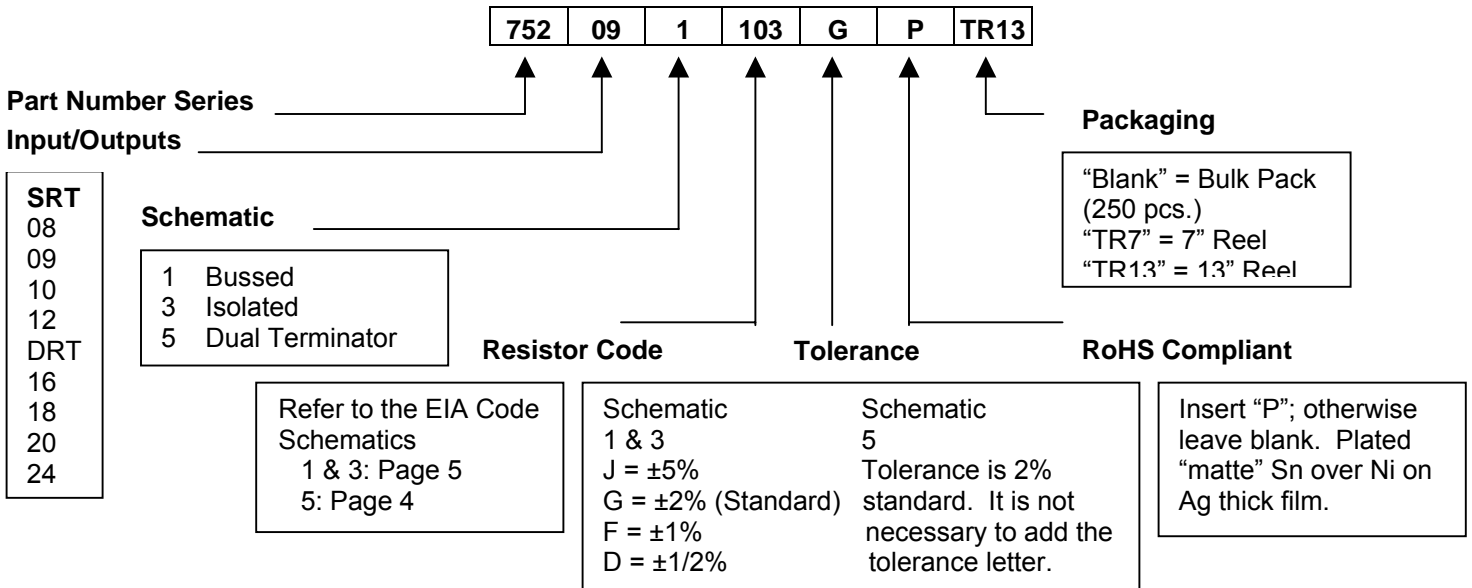 752 09 1 103 G P TR13
Part Number Series
Input/Outputs
SRT
08
09
10
12
DRT
16
18
20
24
Schematic
1 Bussed
3 Isolated
5 Dual Terminator
Packaging
“Blank” = Bulk Pack
(250 pcs.)
“TR7” = 7” Reel
“TR13” = 13” Reel
Resistor Code
Refer to the EIA Code
Schematics
1 & 3: Page 5
5: Page 4
Tolerance
Schematic
1 & 3
J = ±5%
G = ±2% (Standard)
F = ±1%
D = ±1/2%
Schematic
5
Tolerance is 2%
standard. It is not
necessary to add the
tolerance letter.
RoHS Compliant
Insert “P”; otherwise
leave blank. Plated
“matte” Sn over Ni on
Ag thick film.